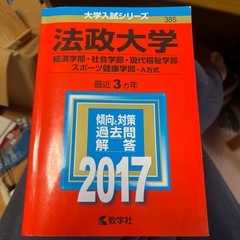 大学入試シリーズ
385
法政大学
経済学部・社会学部・現代福祉学部
スポーツ健康学部-A方式
最近3カ年
傾向と対策
過去問
解答
2017
教学社